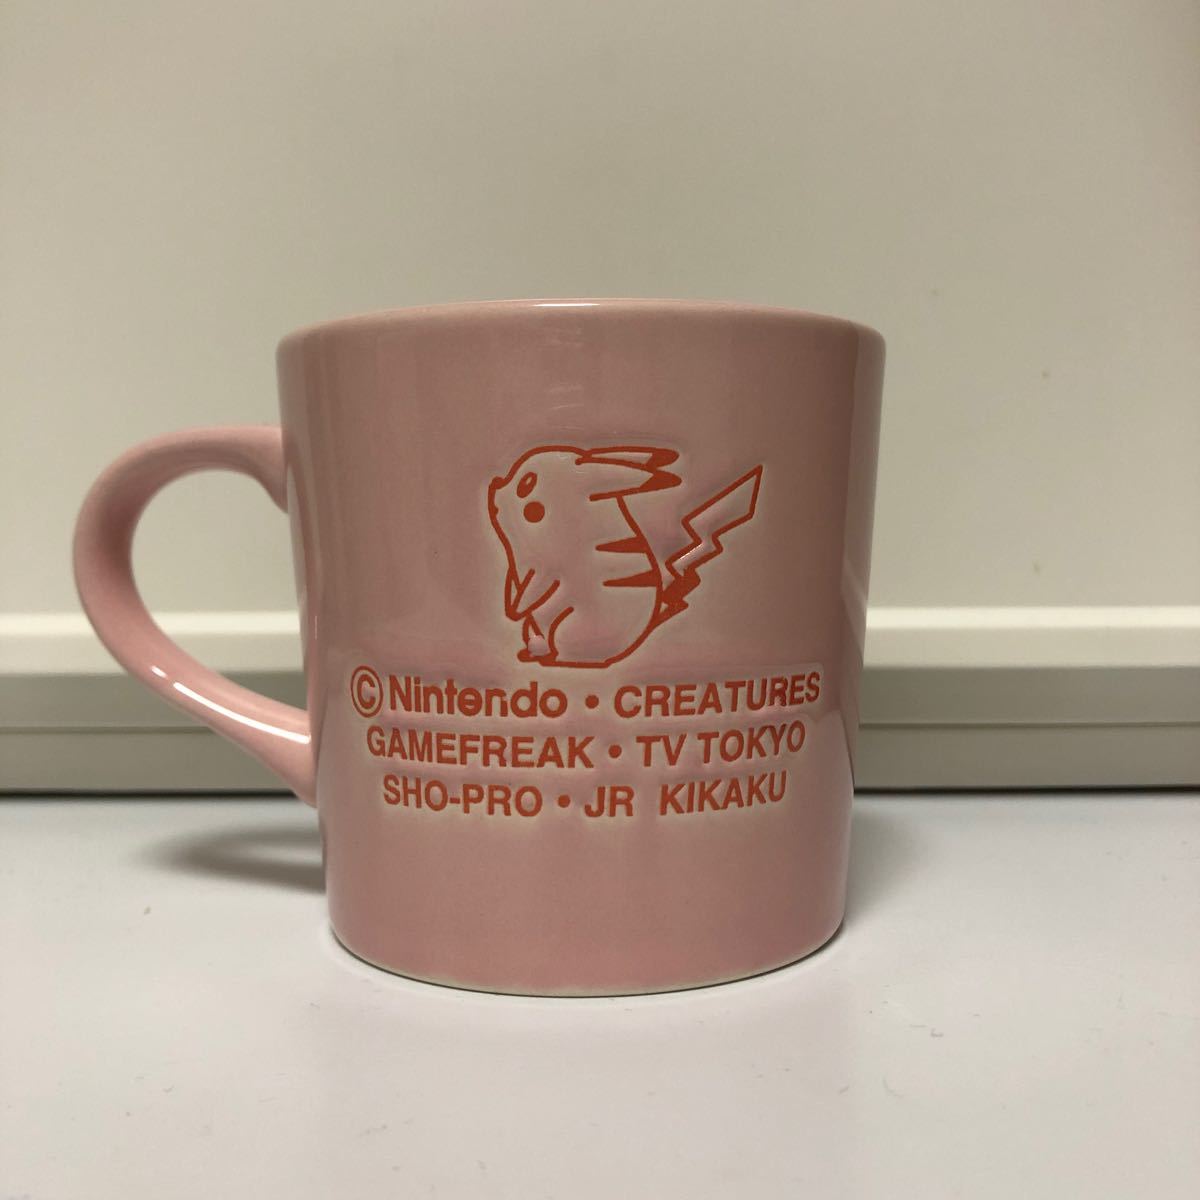 ©Nintendo・CREATURES
GAMEFREAK・TV TOKYO
SHO-PRO・JR KIKAKU